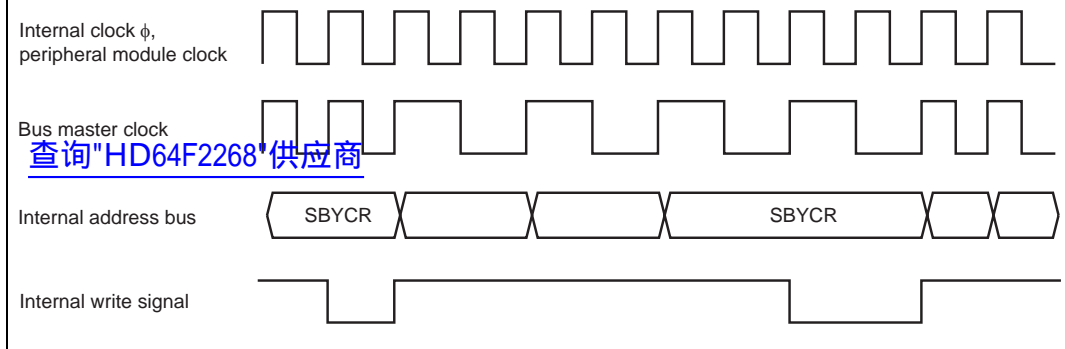 Internal clock ϕ,
peripheral module clock
Bus master clock
查询"HD64F2268"供应商
Internal address bus
SBYCR
SBYCR
Internal write signal